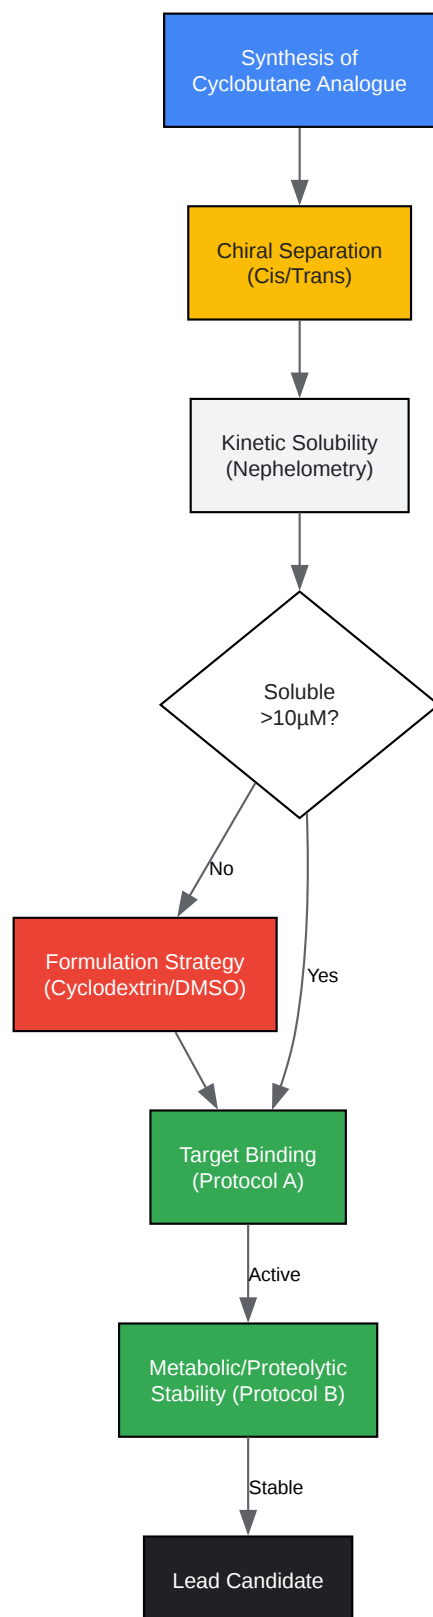 Synthesis of
Cyclobutane Analogue
Chiral Separation
(Cis/Trans)
Kinetic Solubility
(Nephelometry)
Soluble
>10µM?
No
Formulation Strategy
(Cyclodextrin/DMSO)
Yes
Target Binding
(Protocol A)
Active
Metabolic/Proteolytic
Stability (Protocol B)
Stable
Lead Candidate